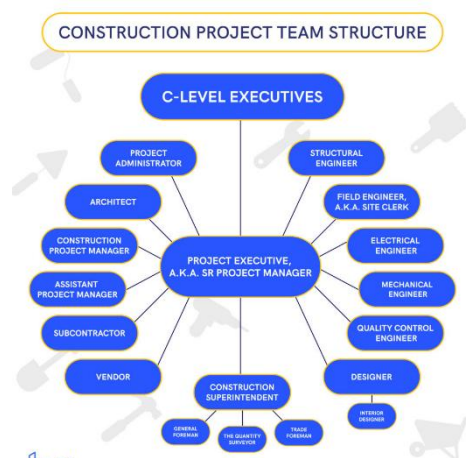 CONSTRUCTION PROJECT TEAM STRUCTURE
C-LEVEL EXECUTIVES
PROJECT
ADMINISTRATOR
STRUCTURAL
ENGINEER
ARCHITECT
FIELD ENGINEER,
A.K.A. SITE CLERK
CONSTRUCTION
PROJECT MANAGER
PROJECT EXECUTIVE,
A.K.A. SR PROJECT MANAGER
ELECTRICAL
ENGINEER
ASSISTANT
PROJECT MANAGER
MECHANICAL
ENGINEER
SUBCONTRACTOR
QUALITY CONTROL
ENGINEER
VENDOR
CONSTRUCTION
SUPERINTENDENT
DESIGNER
GENERAL
FOREMAN
THE QUANTITY
SURVEYOR
TRADE
FOREMAN
INTERIOR
DESIGNER